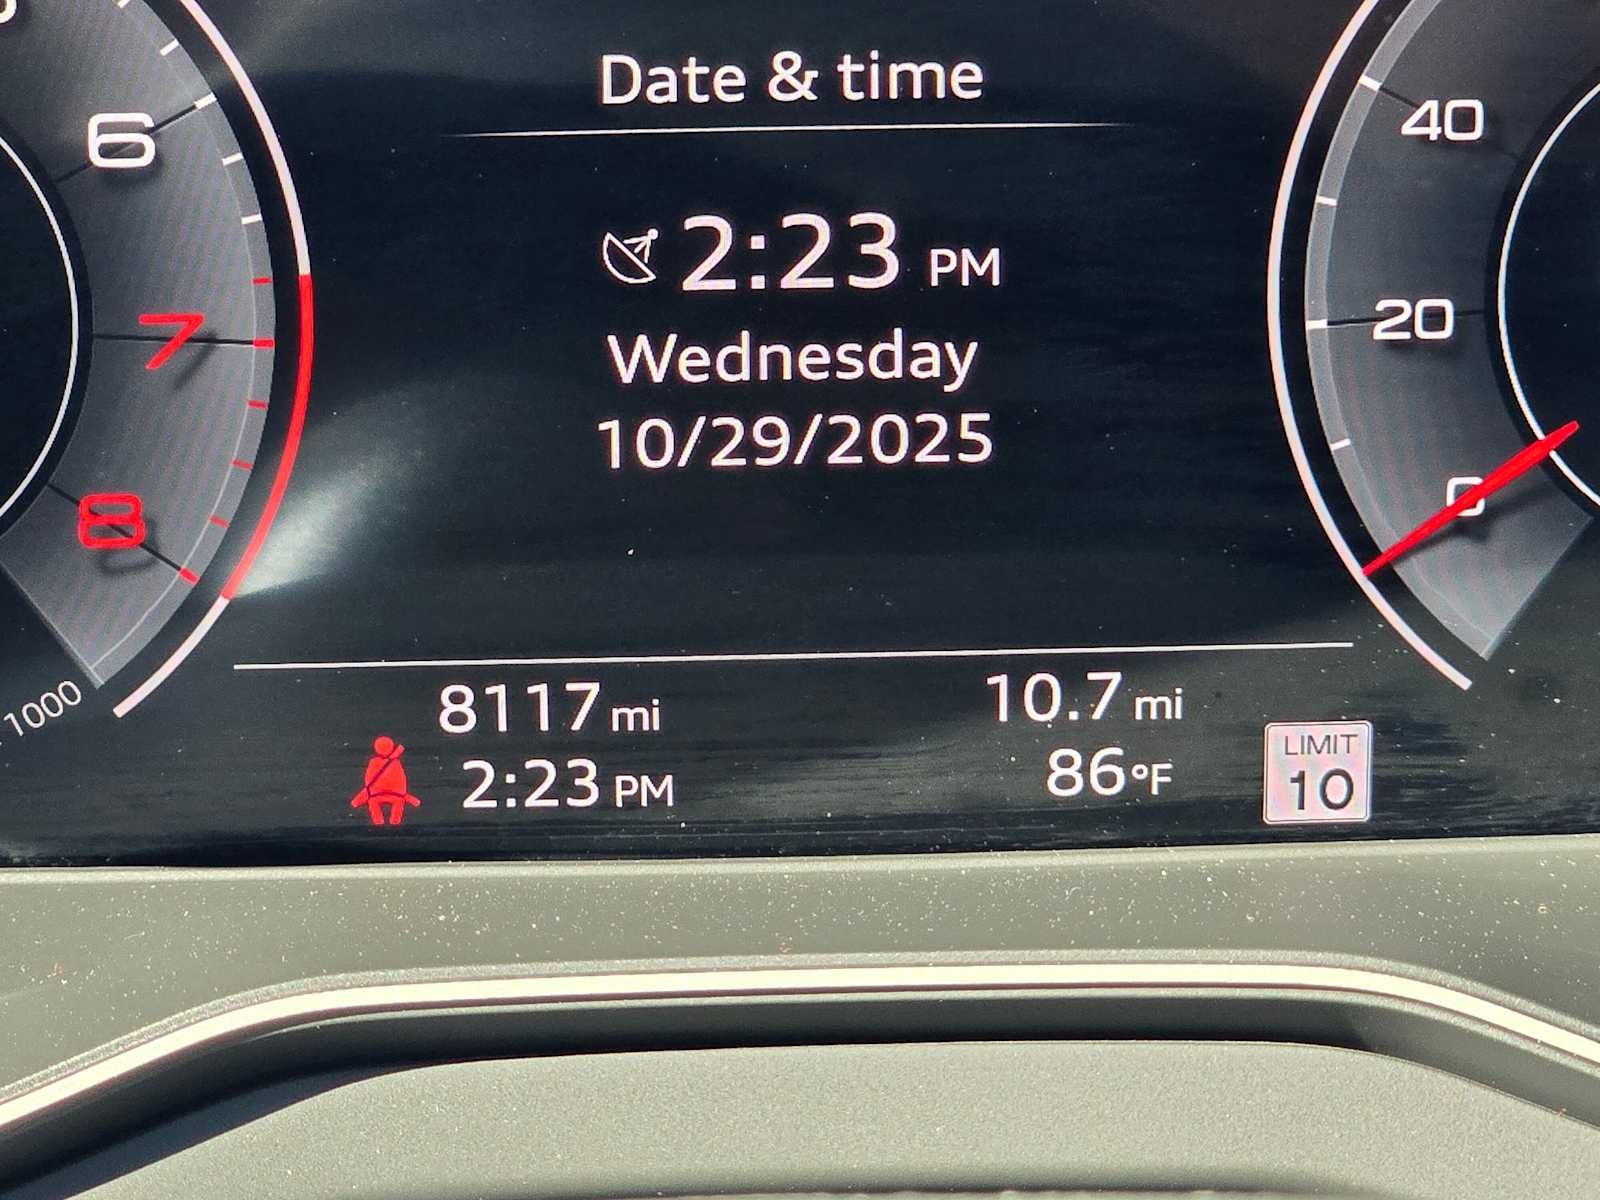 Date & time
2:23 PM
Wednesday
10/29/2025
6
7
8
1000
40
20
0
8117 mi
10.7 mi
2:23 PM
86°F
LIMIT
10